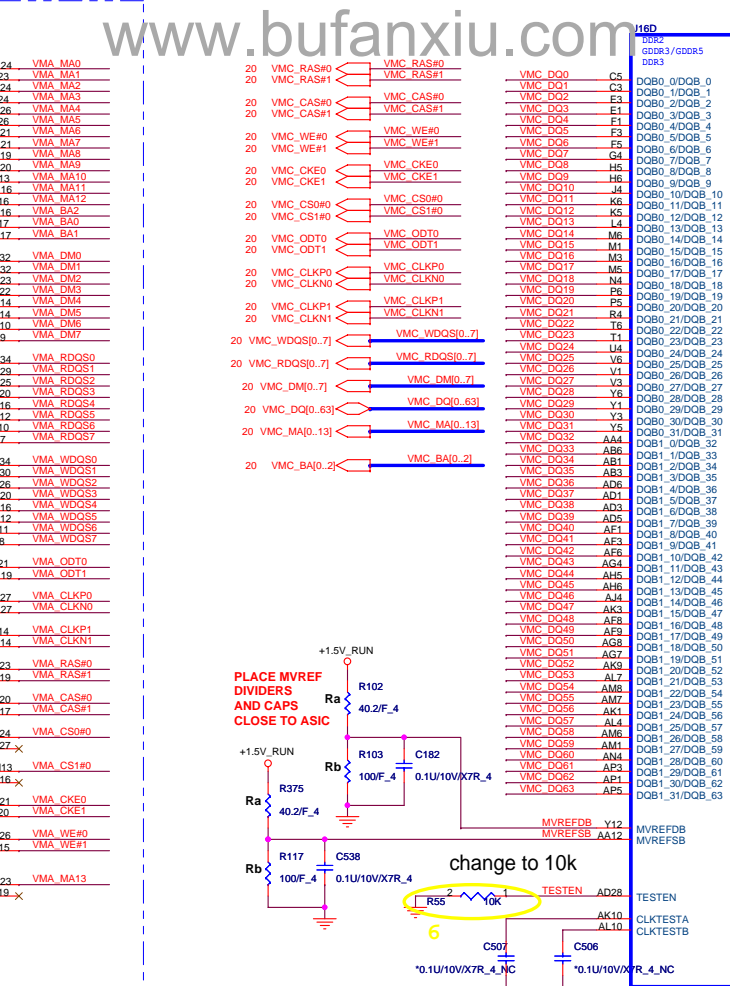 www.bufanxiu.com
VMA_MA0
VMA_MA1
VMA_MA2
VMA_MA3
VMA_MA4
VMA_MA5
VMA_MA6
VMA_MA7
VMA_MA8
VMA_MA9
VMA_MA10
VMA_MA11
VMA_MA12
VMA_BA2
VMA_BA0
VMA_BA1
VMA_DM0
VMA_DM1
VMA_DM2
VMA_DM3
VMA_DM4
VMA_DM5
VMA_DM6
VMA_DM7
VMA_RDQS0
VMA_RDQS1
VMA_RDQS2
VMA_RDQS3
VMA_RDQS4
VMA_RDQS5
VMA_RDQS6
VMA_RDQS7
VMA_WDQS0
VMA_WDQS1
VMA_WDQS2
VMA_WDQS3
VMA_WDQS4
VMA_WDQS5
VMA_WDQS6
VMA_WDQS7
VMA_ODT0
VMA_ODT1
VMA_CLKP0
VMA_CLKN0
VMA_CLKP1
VMA_CLKN1
VMA_RAS#0
VMA_RAS#1
VMA_CAS#0
VMA_CAS#1
VMA_CS0#0
VMA_CS1#0
VMA_CKE0
VMA_CKE1
VMA_WE#0
VMA_WE#1
VMA_MA13
20 VMC_RAS#0 VMC_RAS#0
20 VMC_RAS#1 VMC_RAS#1
20 VMC_CAS#0 VMC_CAS#0
20 VMC_CAS#1 VMC_CAS#1
20 VMC_WE#0 VMC_WE#0
20 VMC_WE#1 VMC_WE#1
20 VMC_CKE0 VMC_CKE0
20 VMC_CKE1 VMC_CKE1
20 VMC_CS0#0 VMC_CS0#0
20 VMC_CS1#0 VMC_CS1#0
20 VMC_ODT0 VMC_ODT0
20 VMC_ODT1 VMC_ODT1
20 VMC_CLKP0 VMC_CLKP0
20 VMC_CLKN0 VMC_CLKN0
20 VMC_CLKP1 VMC_CLKP1
20 VMC_CLKN1 VMC_CLKN1
20 VMC_WDQS[0..7] VMC_WDQS[0..7]
20 VMC_RDQS[0..7] VMC_RDQS[0..7]
20 VMC_DM[0..7] VMC_DM[0..7]
20 VMC_DQ[0..63] VMC_DQ[0..63]
20 VMC_MA[0..13] VMC_MA[0..13]
20 VMC_BA[0..2] VMC_BA[0..2]
PLACE MVREF
DIVIDERS
AND CAPS
CLOSE TO ASIC
+1.5V_RUN
R102
Ra
40.2/F_4
R103 C182
Rb
100/F_4 0.1U/10V/X7R_4
+1.5V_RUN
R375
Ra
40.2/F_4
R117 C538
Rb
100/F_4 0.1U/10V/X7R_4
J16D
DDR2
GDDR3/GDDR5
DDR3
VMC_DQ0 C5 DQB0_0/DQB_0
VMC_DQ1 C3 DQB0_1/DQB_1
VMC_DQ2 E3 DQB0_2/DQB_2
VMC_DQ3 E1 DQB0_3/DQB_3
VMC_DQ4 F1 DQB0_4/DQB_4
VMC_DQ5 F3 DQB0_5/DQB_5
VMC_DQ6 F5 DQB0_6/DQB_6
VMC_DQ7 G4 DQB0_7/DQB_7
VMC_DQ8 H5 DQB0_8/DQB_8
VMC_DQ9 H6 DQB0_9/DQB_9
VMC_DQ10 J4 DQB0_10/DQB_10
VMC_DQ11 K6 DQB0_11/DQB_11
VMC_DQ12 K5 DQB0_12/DQB_12
VMC_DQ13 L4 DQB0_13/DQB_13
VMC_DQ14 M6 DQB0_14/DQB_14
VMC_DQ15 M1 DQB0_15/DQB_15
VMC_DQ16 M3 DQB0_16/DQB_16
VMC_DQ17 M5 DQB0_17/DQB_17
VMC_DQ18 N4 DQB0_18/DQB_18
VMC_DQ19 P6 DQB0_19/DQB_19
VMC_DQ20 P5 DQB0_20/DQB_20
VMC_DQ21 R4 DQB0_21/DQB_21
VMC_DQ22 T6 DQB0_22/DQB_22
VMC_DQ23 T1 DQB0_23/DQB_23
VMC_DQ24 U4 DQB0_24/DQB_24
VMC_DQ25 V6 DQB0_25/DQB_25
VMC_DQ26 V1 DQB0_26/DQB_26
VMC_DQ27 V3 DQB0_27/DQB_27
VMC_DQ28 Y6 DQB0_28/DQB_28
VMC_DQ29 Y1 DQB0_29/DQB_29
VMC_DQ30 Y3 DQB0_30/DQB_30
VMC_DQ31 Y5 DQB0_31/DQB_31
VMC_DQ32 AA4 DQB1_0/DQB_32
VMC_DQ33 AB6 DQB1_1/DQB_33
VMC_DQ34 AB1 DQB1_2/DQB_34
VMC_DQ35 AB3 DQB1_3/DQB_35
VMC_DQ36 AD6 DQB1_4/DQB_36
VMC_DQ37 AD1 DQB1_5/DQB_37
VMC_DQ38 AD3 DQB1_6/DQB_38
VMC_DQ39 AD5 DQB1_7/DQB_39
VMC_DQ40 AF1 DQB1_8/DQB_40
VMC_DQ41 AF3 DQB1_9/DQB_41
VMC_DQ42 AF6 DQB1_10/DQB_42
VMC_DQ43 AG4 DQB1_11/DQB_43
VMC_DQ44 AH5 DQB1_12/DQB_44
VMC_DQ45 AH6 DQB1_13/DQB_45
VMC_DQ46 AJ4 DQB1_14/DQB_46
VMC_DQ47 AK3 DQB1_15/DQB_47
VMC_DQ48 AF8 DQB1_16/DQB_48
VMC_DQ49 AF9 DQB1_17/DQB_49
VMC_DQ50 AG8 DQB1_18/DQB_50
VMC_DQ51 AG7 DQB1_19/DQB_51
VMC_DQ52 AK9 DQB1_20/DQB_52
VMC_DQ53 AL7 DQB1_21/DQB_53
VMC_DQ54 AM8 DQB1_22/DQB_54
VMC_DQ55 AM7 DQB1_23/DQB_55
VMC_DQ56 AK1 DQB1_24/DQB_56
VMC_DQ57 AL4 DQB1_25/DQB_57
VMC_DQ58 AM6 DQB1_26/DQB_58
VMC_DQ59 AM1 DQB1_27/DQB_59
VMC_DQ60 AN4 DQB1_28/DQB_60
VMC_DQ61 AP3 DQB1_29/DQB_61
VMC_DQ62 AP1 DQB1_30/DQB_62
VMC_DQ63 AP5 DQB1_31/DQB_63
MVREFDB Y12 MVREFDB
MVREFSB AA12 MVREFSB
change to 10k
2 1 TESTEN AD28 TESTEN
R55 10K
6
AK10 CLKTESTA
AL10 CLKTESTB
C507 C506
*0.1U/10V/X7R_4_NC *0.1U/10V/X7R_4_NC